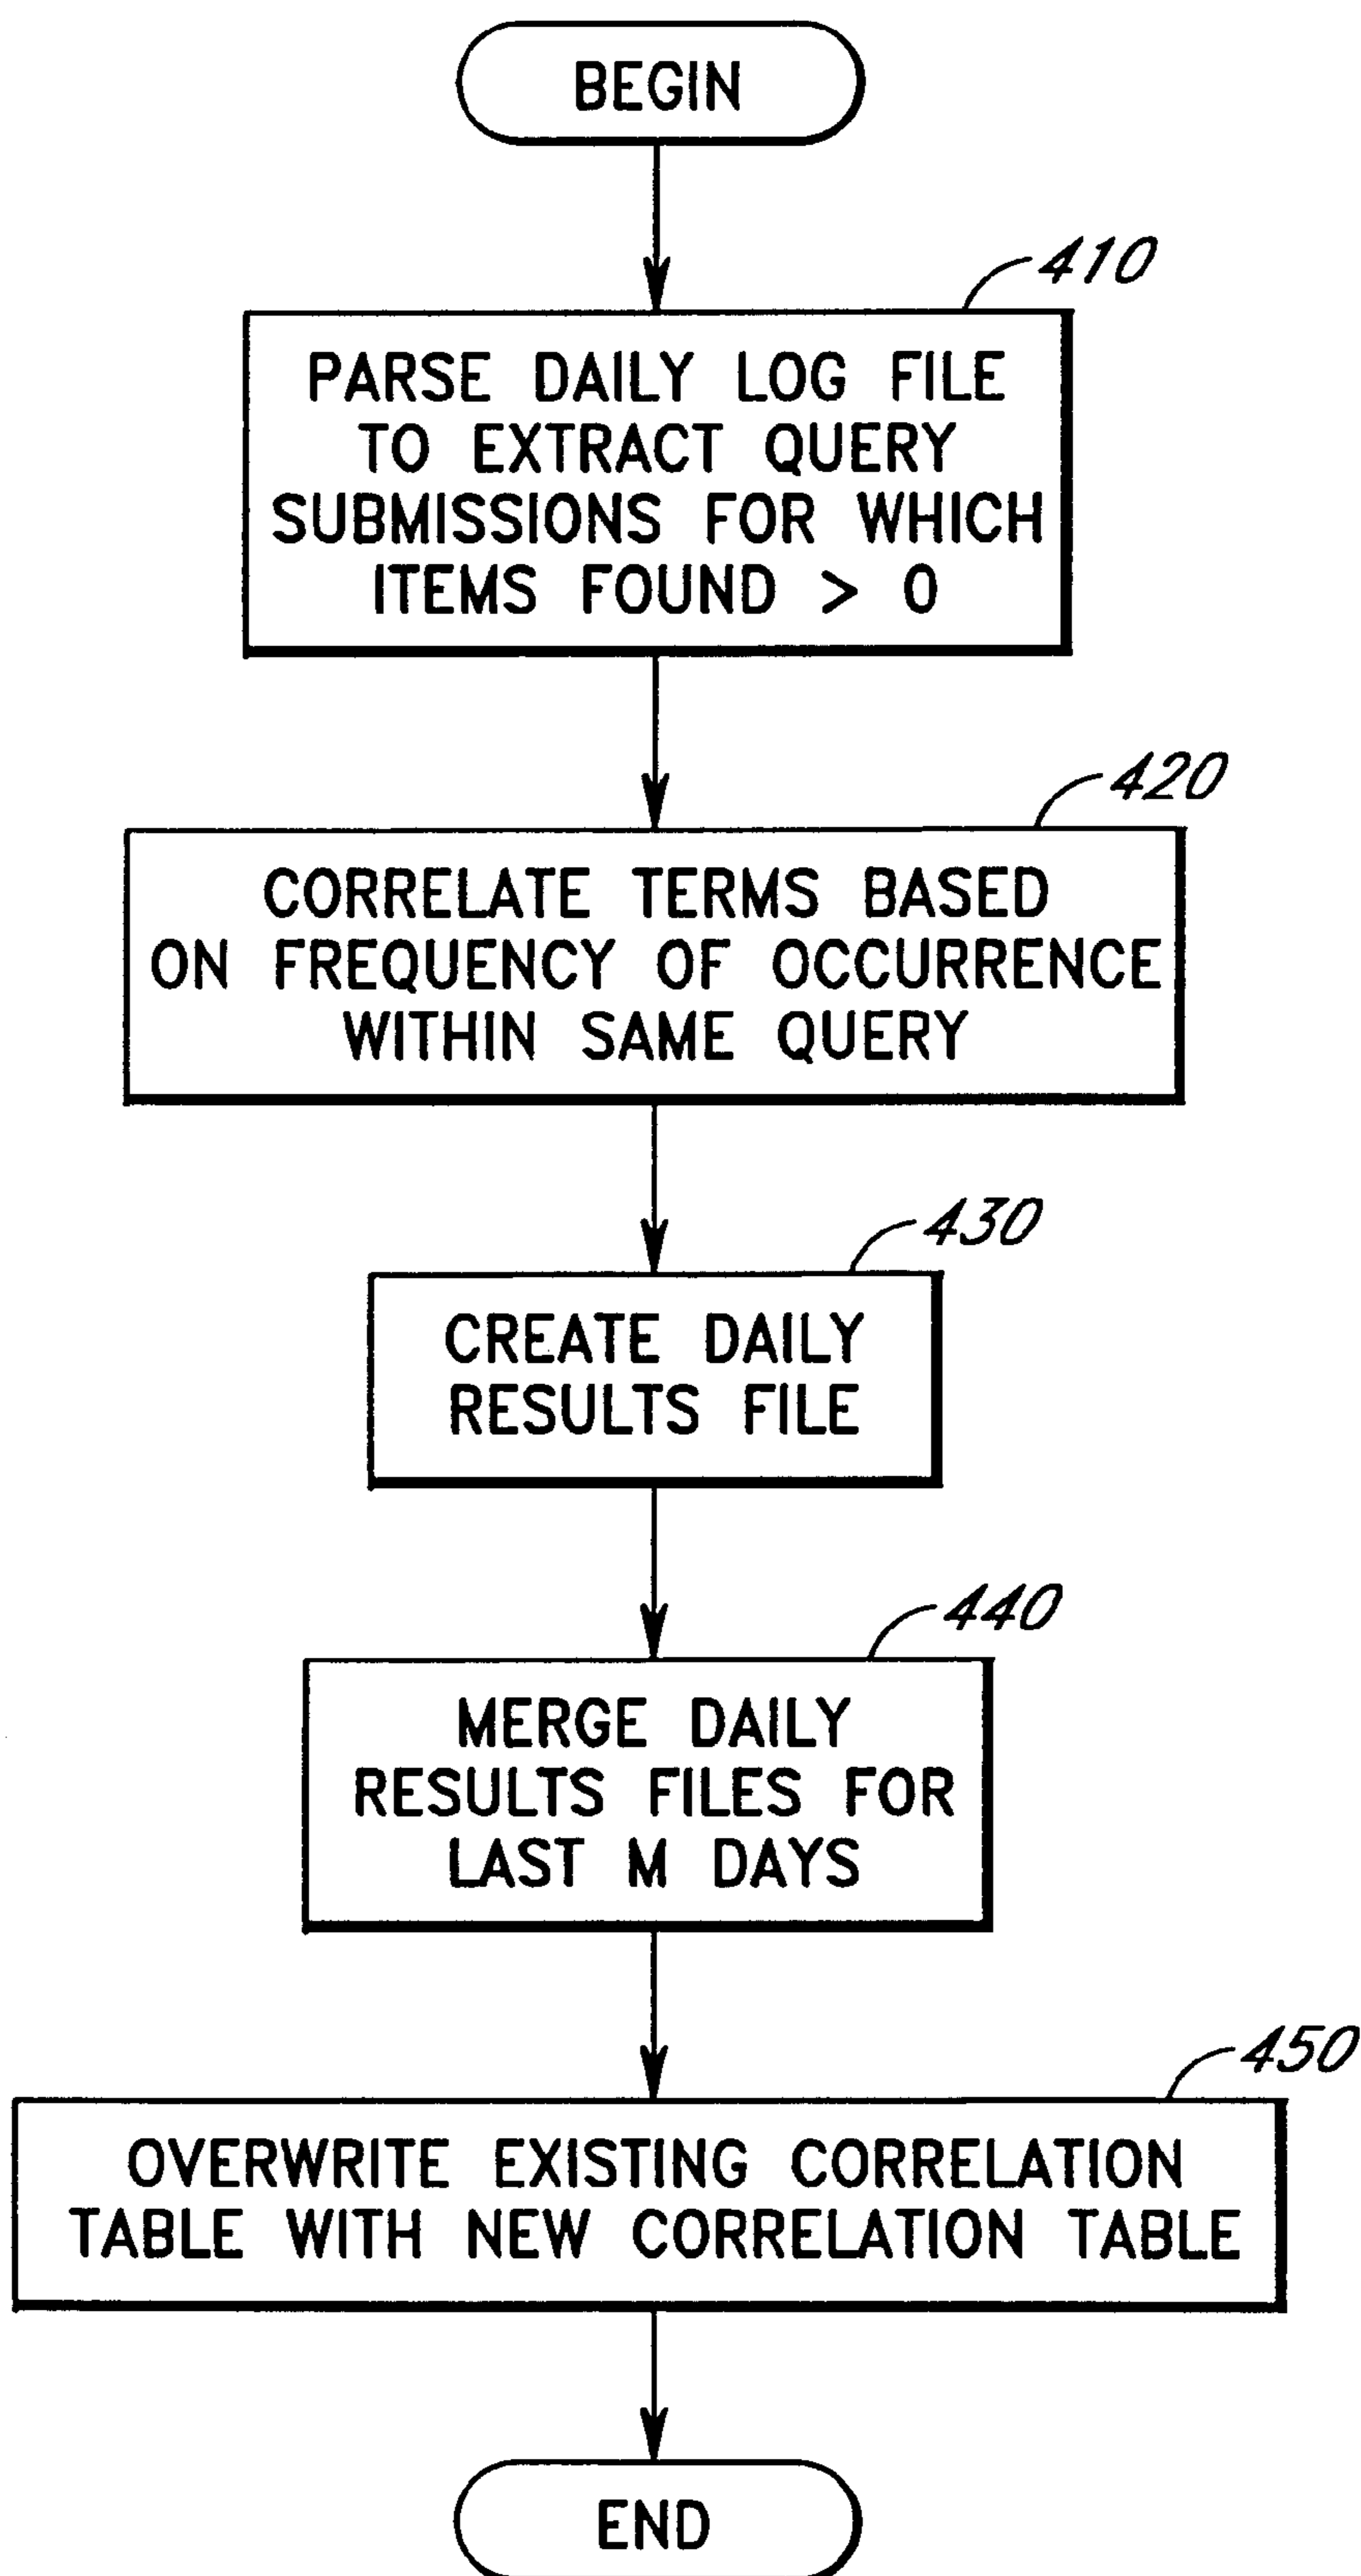 BEGIN
410
PARSE DAILY LOG FILE
TO EXTRACT QUERY
SUBMISSIONS FOR WHICH
ITEMS FOUND > 0
420
CORRELATE TERMS BASED
ON FREQUENCY OF OCCURRENCE
WITHIN SAME QUERY
430
CREATE DAILY
RESULTS FILE
440
MERGE DAILY
RESULTS FILES FOR
LAST M DAYS
450
OVERWRITE EXISTING CORRELATION
TABLE WITH NEW CORRELATION TABLE
END